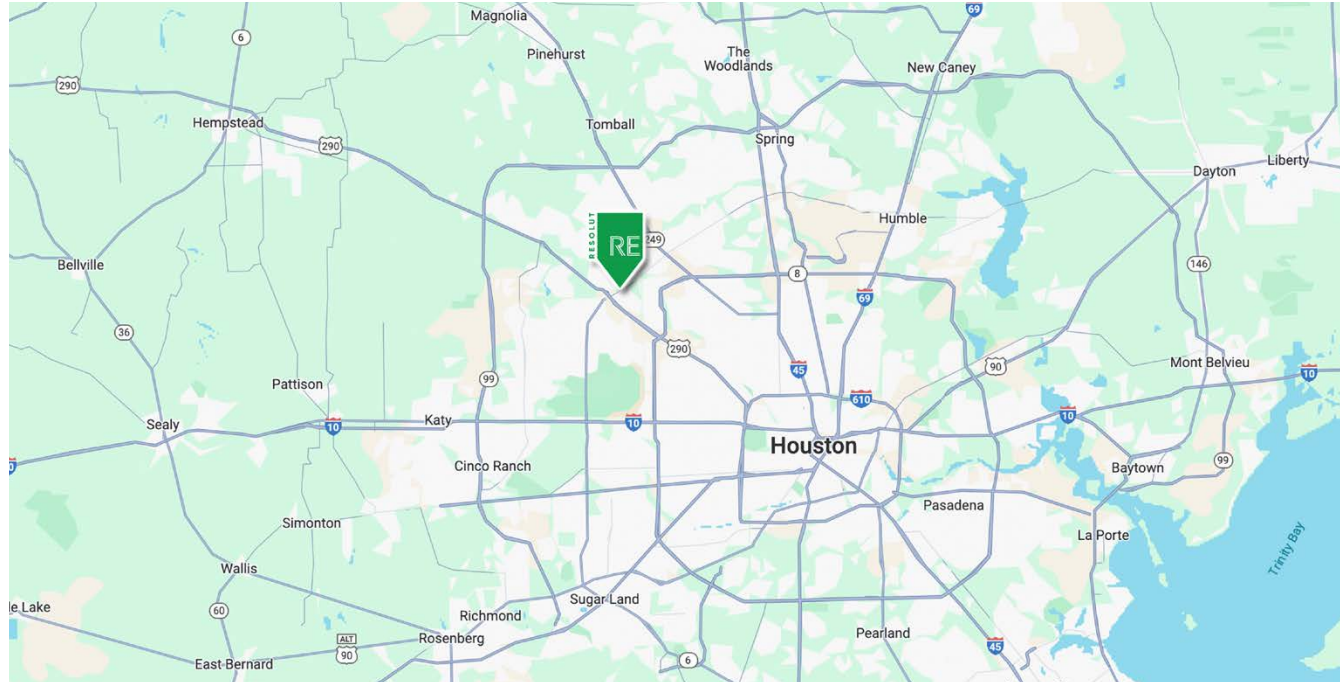 Magnolia
69
6
Pinehurst
The
Woodlands
New Caney
290
Hempstead
290
Tomball
Spring
Liberty
Dayton
RESOLUT
RE
249
Humble
Bellville
8
146
69
36
290
45
90
Mont Belvieu
10
99
Pattison
610
Sealy
10
Katy
10
10
Houston
Cinco Ranch
Baytown
99
Simonton
Pasadena
La Porte
Trinity Bay
Wallis
60
Richmond
Sugar Land
le Lake
ALT
90
Rosenberg
Pearland
East Bernard
6
45